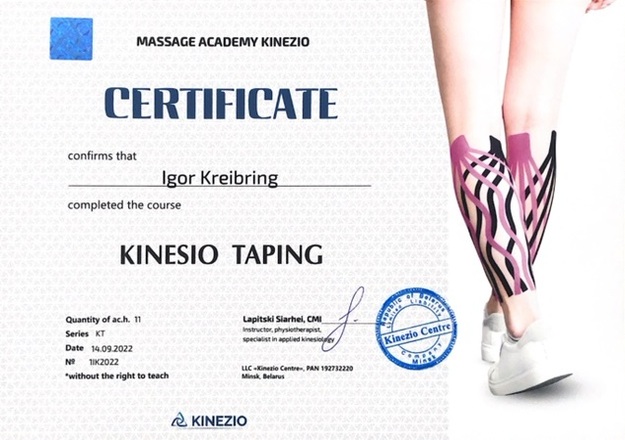 MASSAGE ACADEMY KINEZIO
CERTIFICATE
confirms that
Igor Kreibring
completed the course
KINESIO TAPING
Quantity of ac.h. 11
Series KT
Date 14.09.2022
№ 1IK2022
*without the right to teach
Lapitski Siarhei, CMI
Instructor, physiotherapist,
specialist in applied kinesiology
LLC «Kinezio Centre», PAN 192732220
Minsk, Belarus
Republic of Belarus
Limited Liability
Kinezio Centre
Company
Minsk
KINEZIO